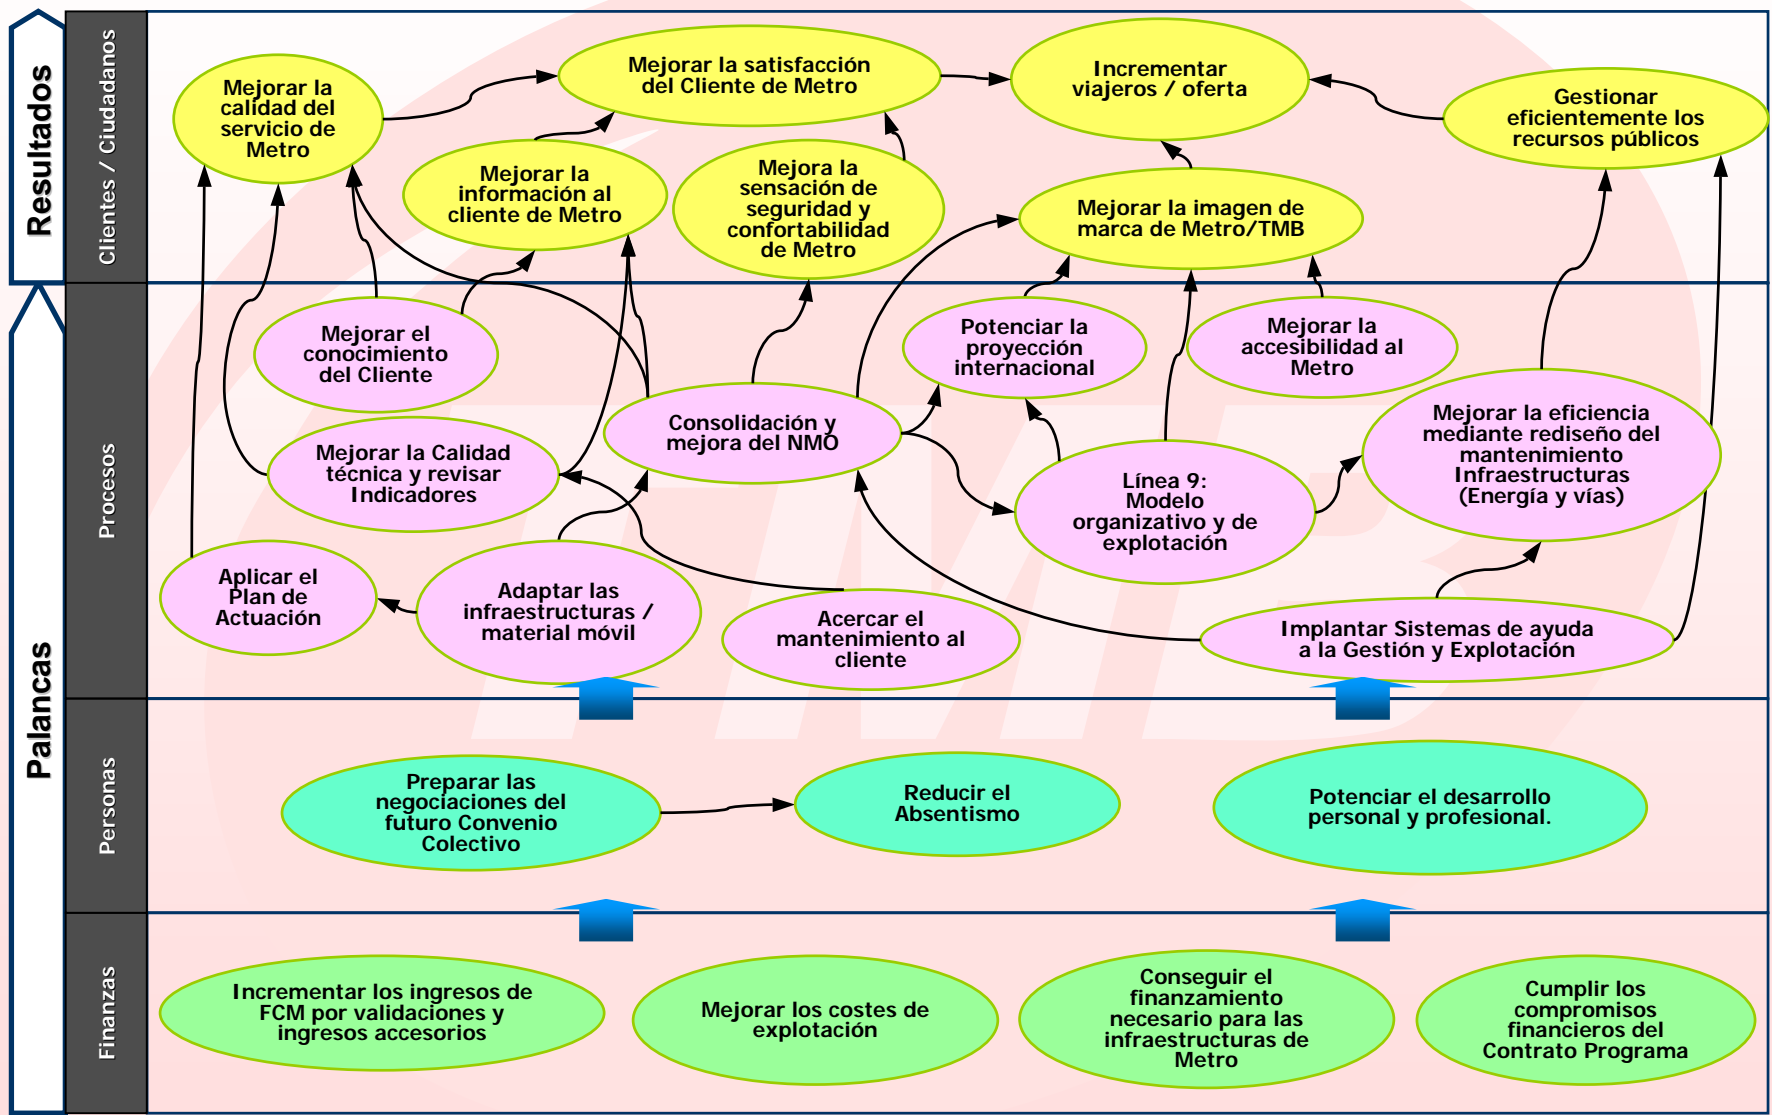 Resultados
Clientes / Ciudadanos
Mejorar la
calidad del
servicio de
Metro
Mejorar la satisfacción
del Cliente de Metro
Incrementar
viajeros / oferta
Gestionar
eficientemente los
recursos públicos
Mejorar la
información al
cliente de Metro
Mejora la
sensación de
seguridad y
confortabilidad
de Metro
Mejorar la imagen de
marca de Metro/TMB
Palancas
Procesos
Mejorar el
conocimiento
del Cliente
Potenciar la
proyección
internacional
Mejorar la
accesibilidad al
Metro
Mejorar la Calidad
técnica y revisar
Indicadores
Consolidación y
mejora del NMO
Línea 9:
Modelo
organizativo y de
explotación
Mejorar la eficiencia
mediante rediseño del
mantenimiento
Infraestructuras
(Energía y vías)
Aplicar el
Plan de
Actuación
Adaptar las
infraestructuras /
material móvil
Acercar el
mantenimiento al
cliente
Implantar Sistemas de ayuda
a la Gestión y Explotación
TMB
Personas
Preparar las
negociaciones del
futuro Convenio
Colectivo
Reducir el
Absentismo
Potenciar el desarrollo
personal y profesional.
Finanzas
Incrementar los ingresos de
FCM por validaciones y
ingresos accesorios
Mejorar los costes de
explotación
Conseguir el
finanzamiento
necesario para las
infraestructuras de
Metro
Cumplir los
compromisos
financieros del
Contrato Programa